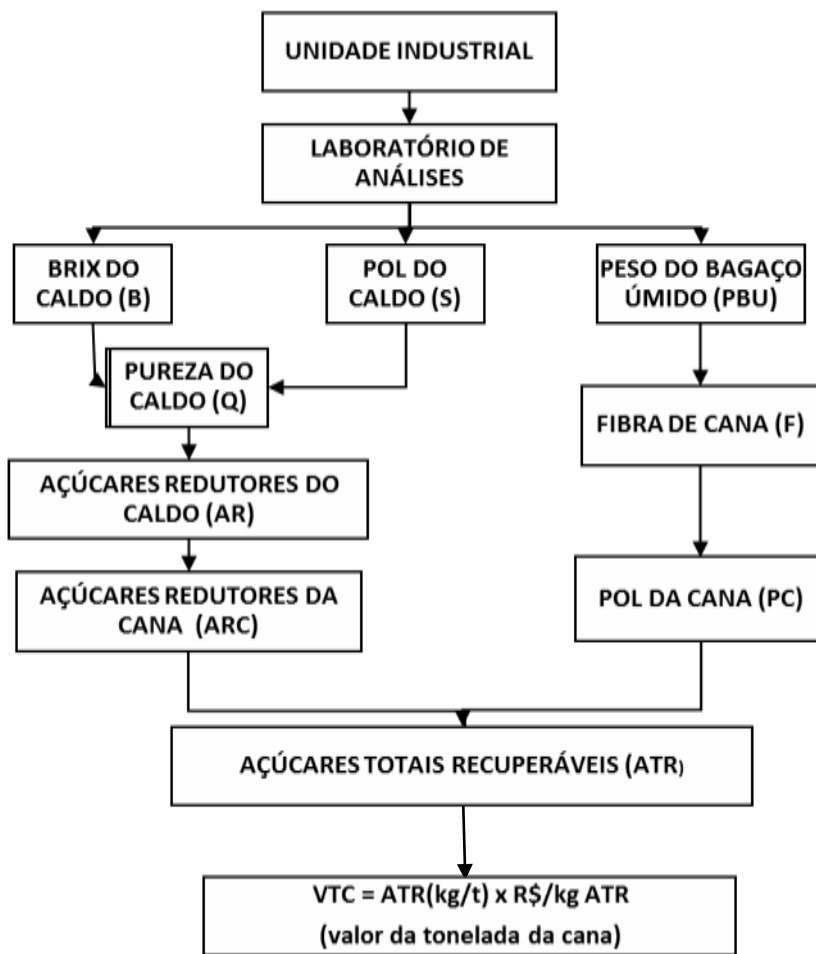 UNIDADE INDUSTRIAL
LABORATÓRIO DE
ANÁLISES
BRIX DO
CALDO (B)
POL DO
CALDO (S)
PESO DO BAGAÇO
ÚMIDO (PBU)
PUREZA DO
CALDO (Q)
FIBRA DE CANA (F)
AÇÚCARES REDUTORES DO
CALDO (AR)
AÇÚCARES REDUTORES DA
CANA (ARC)
POL DA CANA (PC)
AÇÚCARES TOTAIS RECUPERÁVEIS (ATR)
VTC = ATR(kg/t) x R$/kg ATR
(valor da tonelada da cana)